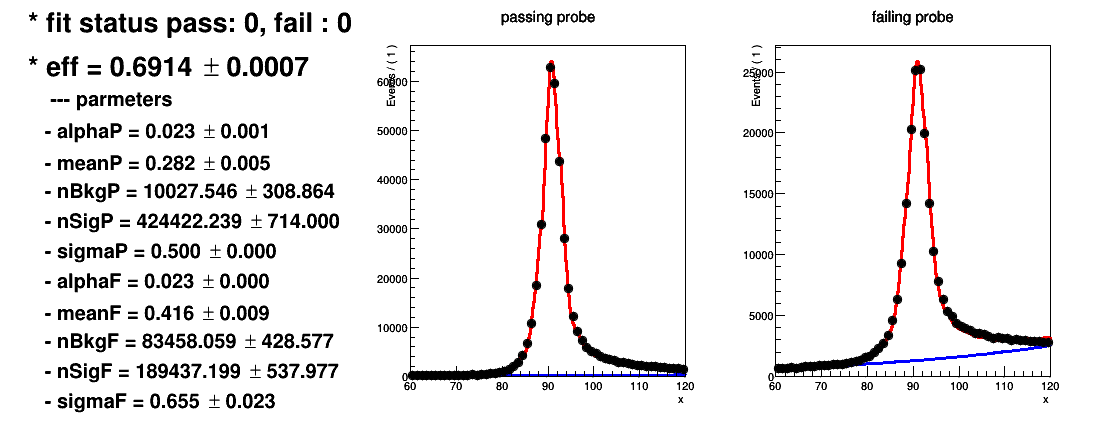 * fit status pass: 0, fail : 0
* eff = 0.6914 ± 0.0007
--- parmeters
- alphaP = 0.023 ± 0.001
- meanP = 0.282 ± 0.005
- nBkgP = 10027.546 ± 308.864
- nSigP = 424422.239 ± 714.000
- sigmaP = 0.500 ± 0.000
- alphaF = 0.023 ± 0.000
- meanF = 0.416 ± 0.009
- nBkgF = 83458.059 ± 428.577
- nSigF = 189437.199 ± 537.977
- sigmaF = 0.655 ± 0.023
passing probe
Events / ( 1 )
60000
50000
40000
30000
20000
10000
0
60 70 80 90 100 110 120
x
failing probe
Events / ( 1 )
25000
20000
15000
10000
5000
0
60 70 80 90 100 110 120
x